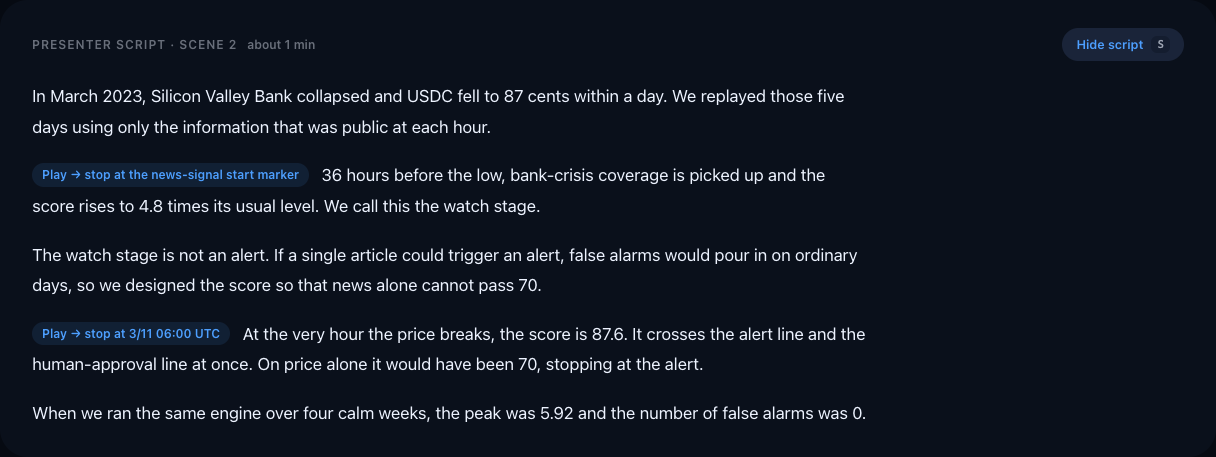 PRESENTER SCRIPT · SCENE 2 about 1 min
Hide script S
In March 2023, Silicon Valley Bank collapsed and USDC fell to 87 cents within a day. We replayed those five
days using only the information that was public at each hour.
Play → stop at the news-signal start marker 36 hours before the low, bank-crisis coverage is picked up and the
score rises to 4.8 times its usual level. We call this the watch stage.
The watch stage is not an alert. If a single article could trigger an alert, false alarms would pour in on ordinary
days, so we designed the score so that news alone cannot pass 70.
Play → stop at 3/11 06:00 UTC At the very hour the price breaks, the score is 87.6. It crosses the alert line and the
human-approval line at once. On price alone it would have been 70, stopping at the alert.
When we ran the same engine over four calm weeks, the peak was 5.92 and the number of false alarms was 0.